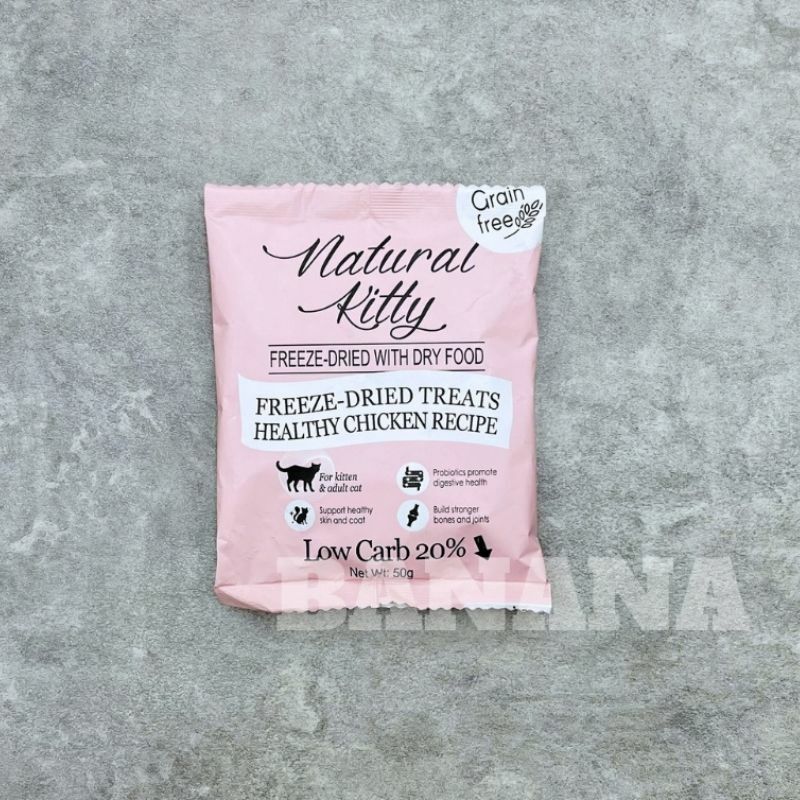 Grain
free
Natural
Kitty
FREEZE-DRIED WITH DRY FOOD
FREEZE-DRIED TREATS
HEALTHY CHICKEN RECIPE
For kitten
& adult cat
Probiotics promote
digestive health
Support healthy
skin and coat
Build stronger
bones and joints
Low Carb 20%
Net Wt: 50g
BANANA